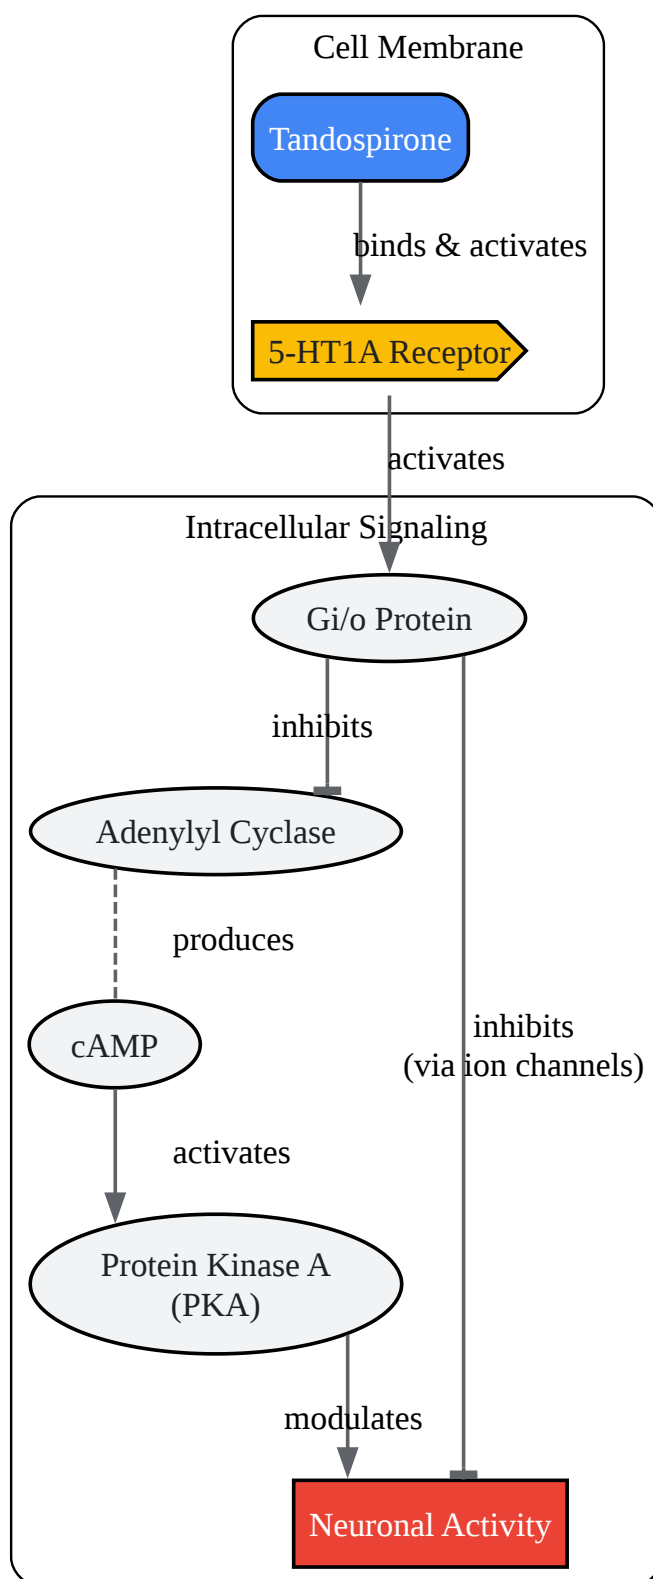 Cell Membrane
Tandospirone
binds & activates
5-HT1A Receptor
activates
Intracellular Signaling
Gi/o Protein
inhibits
Adenylyl Cyclase
produces
inhibits
(via ion channels)
cAMP
activates
Protein Kinase A
(PKA)
modulates
Neuronal Activity